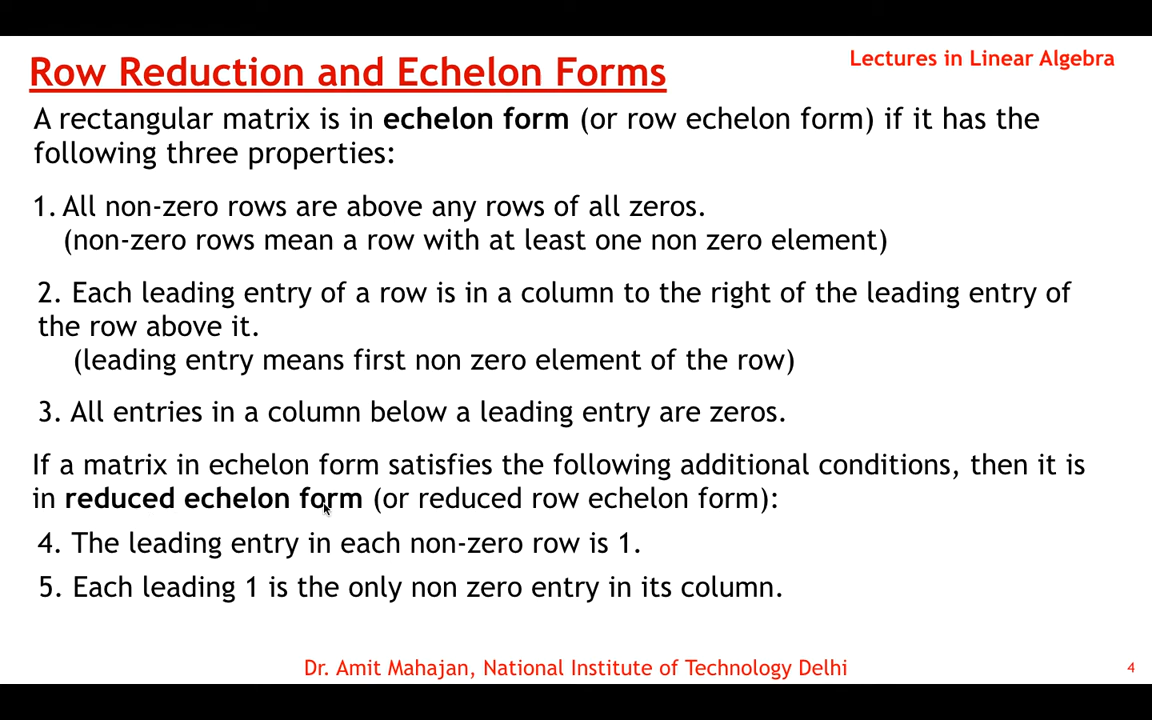 Lectures in Linear Algebra
Row Reduction and Echelon Forms
A rectangular matrix is in echelon form (or row echelon form) if it has the
following three properties:
1. All non-zero rows are above any rows of all zeros.
(non-zero rows mean a row with at least one non zero element)
2. Each leading entry of a row is in a column to the right of the leading entry of
the row above it.
(leading entry means first non zero element of the row)
3. All entries in a column below a leading entry are zeros.
If a matrix in echelon form satisfies the following additional conditions, then it is
in reduced echelon form (or reduced row echelon form):
4. The leading entry in each non-zero row is 1.
5. Each leading 1 is the only non zero entry in its column.
Dr. Amit Mahajan, National Institute of Technology Delhi
4